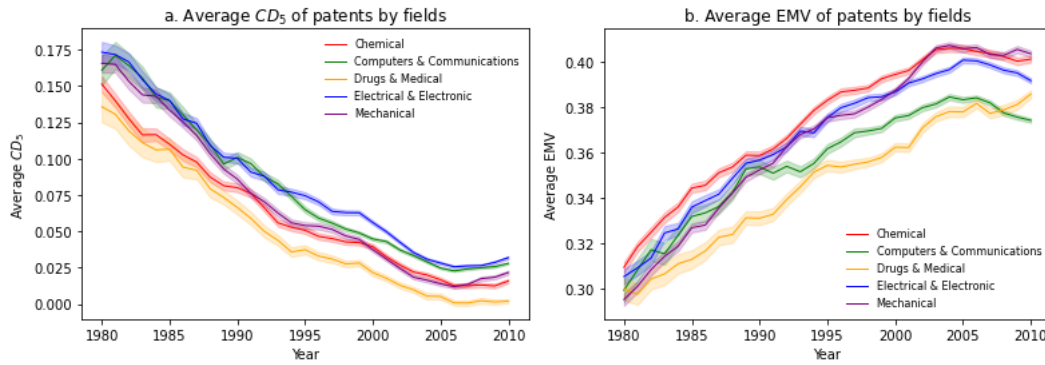 a. Average CD₅ of patents by fields
0.175
0.150
0.125
0.100
0.075
0.050
0.025
0.000
Average CD₅
Chemical
Computers & Communications
Drugs & Medical
Electrical & Electronic
Mechanical
1980 1985 1990 1995 2000 2005 2010
Year
b. Average EMV of patents by fields
0.40
0.38
0.36
0.34
0.32
0.30
Average EMV
Chemical
Computers & Communications
Drugs & Medical
Electrical & Electronic
Mechanical
1980 1985 1990 1995 2000 2005 2010
Year